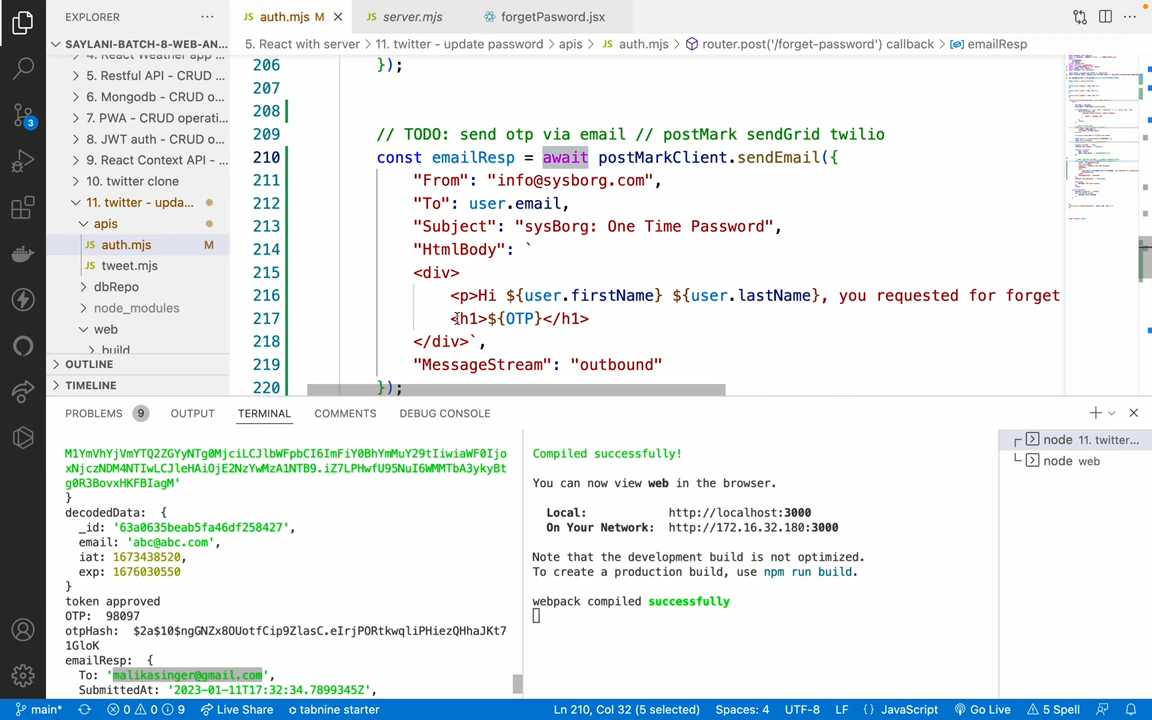 EXPLORER
JS auth.mjs M
JS server.mjs
forgetPasword.jsx
SAYLANI-BATCH-8-WEB-AN...
4. React Weather app
5. Restful API - CRUD ...
6. Mongodb - CRUD o...
7. PWA - CRUD operati...
8. JWT auth - CRUD o...
9. React Context API - ...
10. twitter clone
11. twitter - upda...
apis
JS auth.mjs M
JS tweet.mjs
dbRepo
node_modules
web
build
OUTLINE
TIMELINE
3
5. React with server > 11. twitter - update password > apis > JS auth.mjs > router.post('/forget-password') callback > emailResp
206 });
207
208
209 // TODO: send otp via email // postMark sendGrid twilio
210 const emailResp = await postMarkClient.sendEmail({
211 "From": "info@sysborg.com",
212 "To": user.email,
213 "Subject": "sysBorg: One Time Password",
214 "HtmlBody": `
215 <div>
216 <p>Hi ${user.firstName} ${user.lastName}, you requested for forget
217 <h1>${OTP}</h1>
218 </div>`,
219 "MessageStream": "outbound"
220 });
PROBLEMS 9 OUTPUT TERMINAL COMMENTS DEBUG CONSOLE
M1YmVhYjVmYTQ2ZGYyNTg0MjciLCJlbWFpbCI6ImFiY0BhYmMuY29tIiwiaWF0Ijo
xNjczNDM4NTIwLCJleHAiOjE2NzYwMzA1NTB9.iZ7LPHwfU95NuI6WMMTbA3ykyBt
g0R3BovxHKFBIagM'
}
decodedData: {
_id: '63a0635beab5fa46df258427',
email: 'abc@abc.com',
iat: 1673438520,
exp: 1676030550
}
token approved
OTP: 98097
otpHash: $2a$10$ngGNZx8OUotfCip9ZlasC.eIrjPORtkwqliPHiezQHhaJKt7
1GloK
emailResp: {
To: 'malikasinger@gmail.com',
SubmittedAt: '2023-01-11T17:32:34.7899345Z',
Compiled successfully!
You can now view web in the browser.
Local: http://localhost:3000
On Your Network: http://172.16.32.180:3000
Note that the development build is not optimized.
To create a production build, use npm run build.
webpack compiled successfully
node 11. twitter...
node web
main* 0 0 9 Live Share tabnine starter
Ln 210, Col 32 (5 selected) Spaces: 4 UTF-8 LF {} JavaScript Go Live 5 Spell